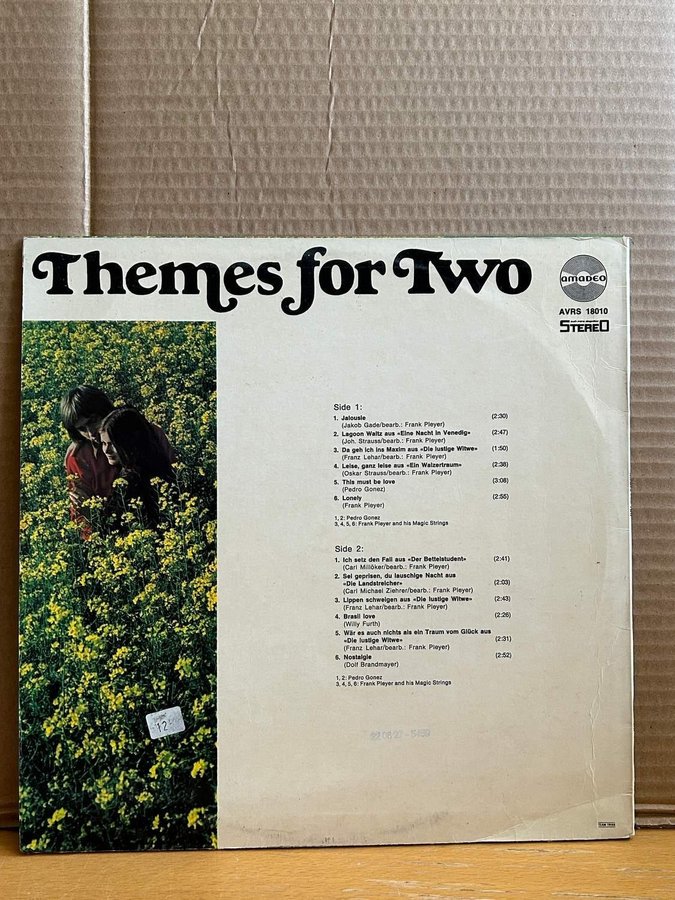 Themes for Two
AMADEO
AVRS 18010
STEREO
Side 1:
1. Jalousie (2:30)
(Jakob Gade/bearb.: Frank Pleyer)
2. Lagoon Waltz aus «Eine Nacht in Venedig» (2:47)
(Joh. Strauss/bearb.: Frank Pleyer)
3. Da geh ich ins Maxim aus «Die lustige Witwe» (1:50)
(Franz Lehar/bearb.: Frank Pleyer)
4. Leise, ganz leise aus «Ein Walzertraum» (2:38)
(Oskar Strauss/bearb.: Frank Pleyer)
5. This must be love (3:08)
(Pedro Gonez)
6. Lonely (2:55)
(Frank Pleyer)
1, 2: Pedro Gonez
3, 4, 5, 6: Frank Pleyer and his Magic Strings
Side 2:
1. Ich setz den Fall aus «Der Bettelstudent» (2:41)
(Carl Millöker/bearb.: Frank Pleyer)
2. Sei geprisen, du lauschige Nacht aus
«Die Landstreicher» (2:03)
(Carl Michael Ziehrer/bearb.: Frank Pleyer)
3. Lippen schweigen aus «Die lustige Witwe» (2:43)
(Franz Lehar/bearb.: Frank Pleyer)
4. Brasil love (2:26)
(Willy Furth)
5. Wär es auch nichts als ein Traum vom Glück aus
«Die lustige Witwe» (2:31)
(Franz Lehar/bearb.: Frank Pleyer)
6. Nostalgie (2:52)
(Dolf Brandmayer)
1, 2: Pedro Gonez
3, 4, 5, 6: Frank Pleyer and his Magic Strings
12